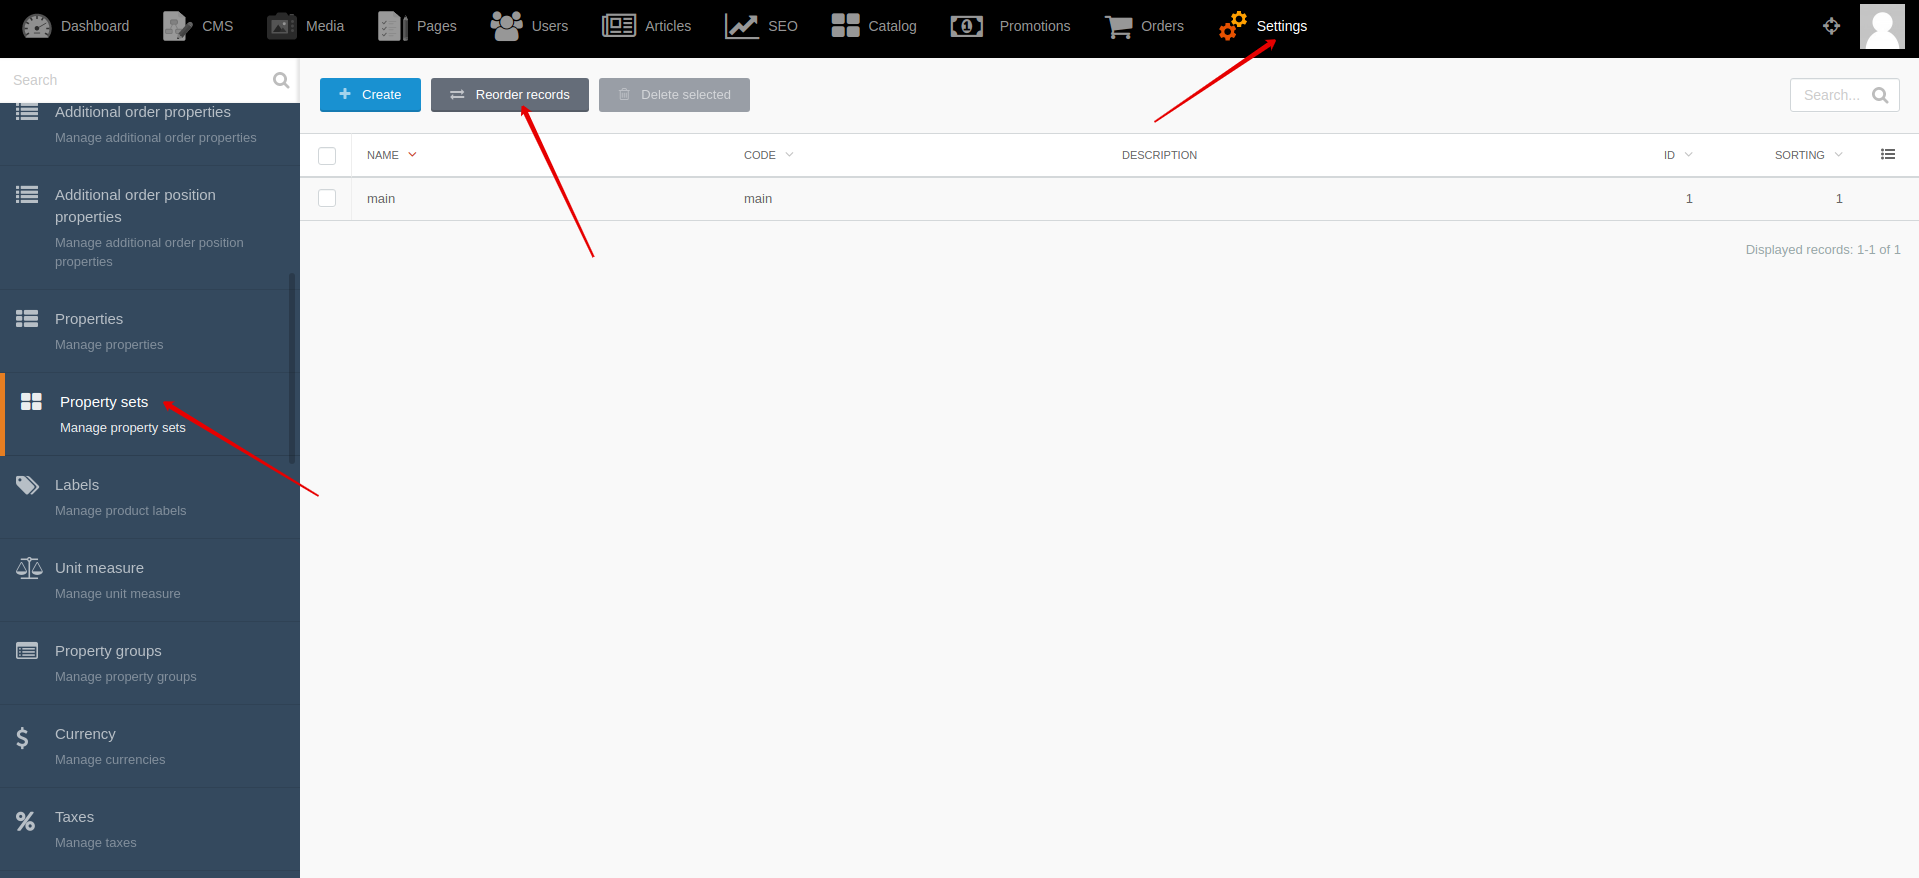 Dashboard CMS Media Pages Users Articles SEO Catalog Promotions Orders Settings
Search
Additional order properties
Manage additional order properties
Additional order position
properties
Manage additional order position
properties
Properties
Manage properties
Property sets
Manage property sets
Labels
Manage product labels
Unit measure
Manage unit measure
Property groups
Manage property groups
Currency
Manage currencies
Taxes
Manage taxes
Create Reorder records Delete selected Search...
NAME CODE DESCRIPTION ID SORTING
main main 1 1
Displayed records: 1-1 of 1